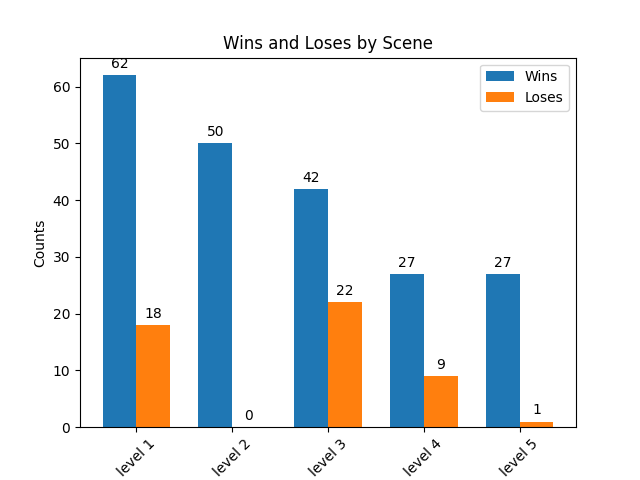 Wins and Loses by Scene
Wins
Loses
Counts
60
50
40
30
20
10
0
62
18
50
0
42
22
27
9
27
1
level 1
level 2
level 3
level 4
level 5